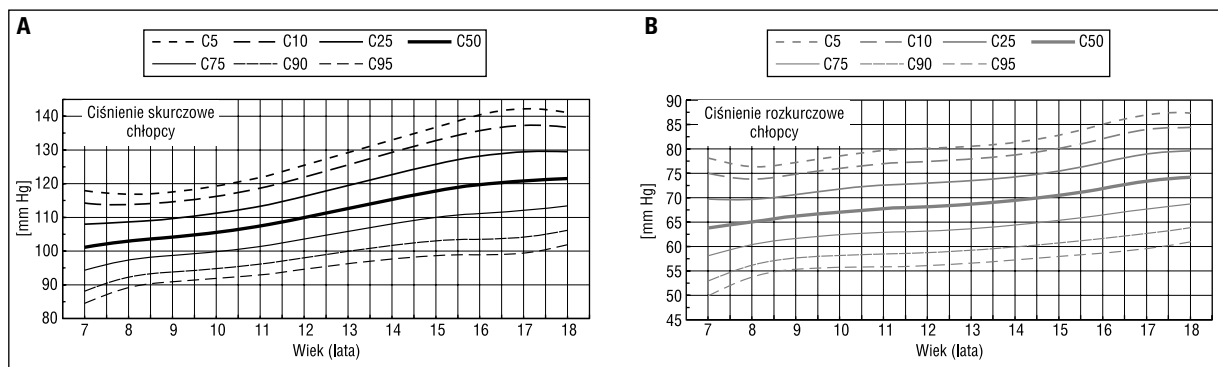 A
C5 C10 C25 C50
C75 C90 C95
Ciśnienie skurczowe
chłopcy
[mm Hg]
140
130
120
110
100
90
80
7 8 9 10 11 12 13 14 15 16 17 18
Wiek (lata)
B
C5 C10 C25 C50
C75 C90 C95
Ciśnienie rozkurczowe
chłopcy
[mm Hg]
90
85
80
75
70
65
60
55
50
45
7 8 9 10 11 12 13 14 15 16 17 18
Wiek (lata)